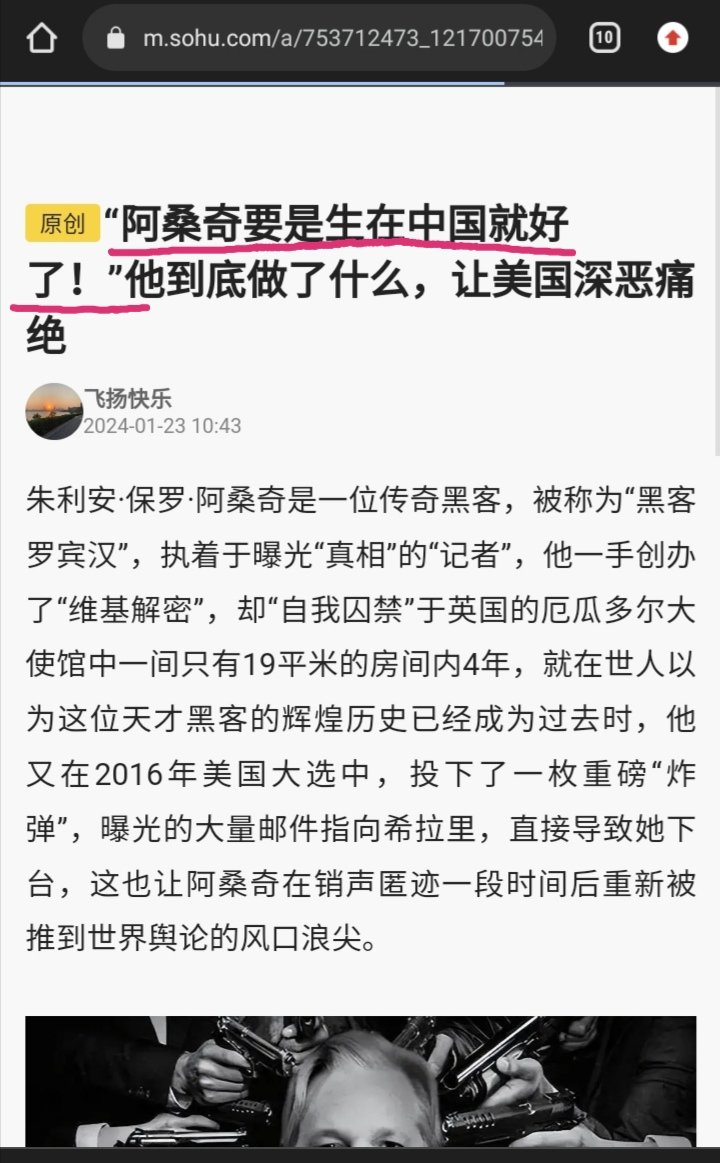 m.sohu.com/a/753712473_121700754
10
原创 “阿桑奇要是生在中国就好
了！”他到底做了什么，让美国深恶痛
绝
飞扬快乐
2024-01-23 10:43
朱利安·保罗·阿桑奇是一位传奇黑客，被称为“黑客
罗宾汉”，执着于曝光“真相”的“记者”，他一手创办
了“维基解密”，却“自我囚禁”于英国的厄瓜多尔大
使馆中一间只有19平米的房间内4年，就在世人以
为这位天才黑客的辉煌历史已经成为过去时，他
又在2016年美国大选中，投下了一枚重磅“炸
弹”，曝光的大量邮件指向希拉里，直接导致她下
台，这也让阿桑奇在销声匿迹一段时间后重新被
推到世界舆论的风口浪尖。